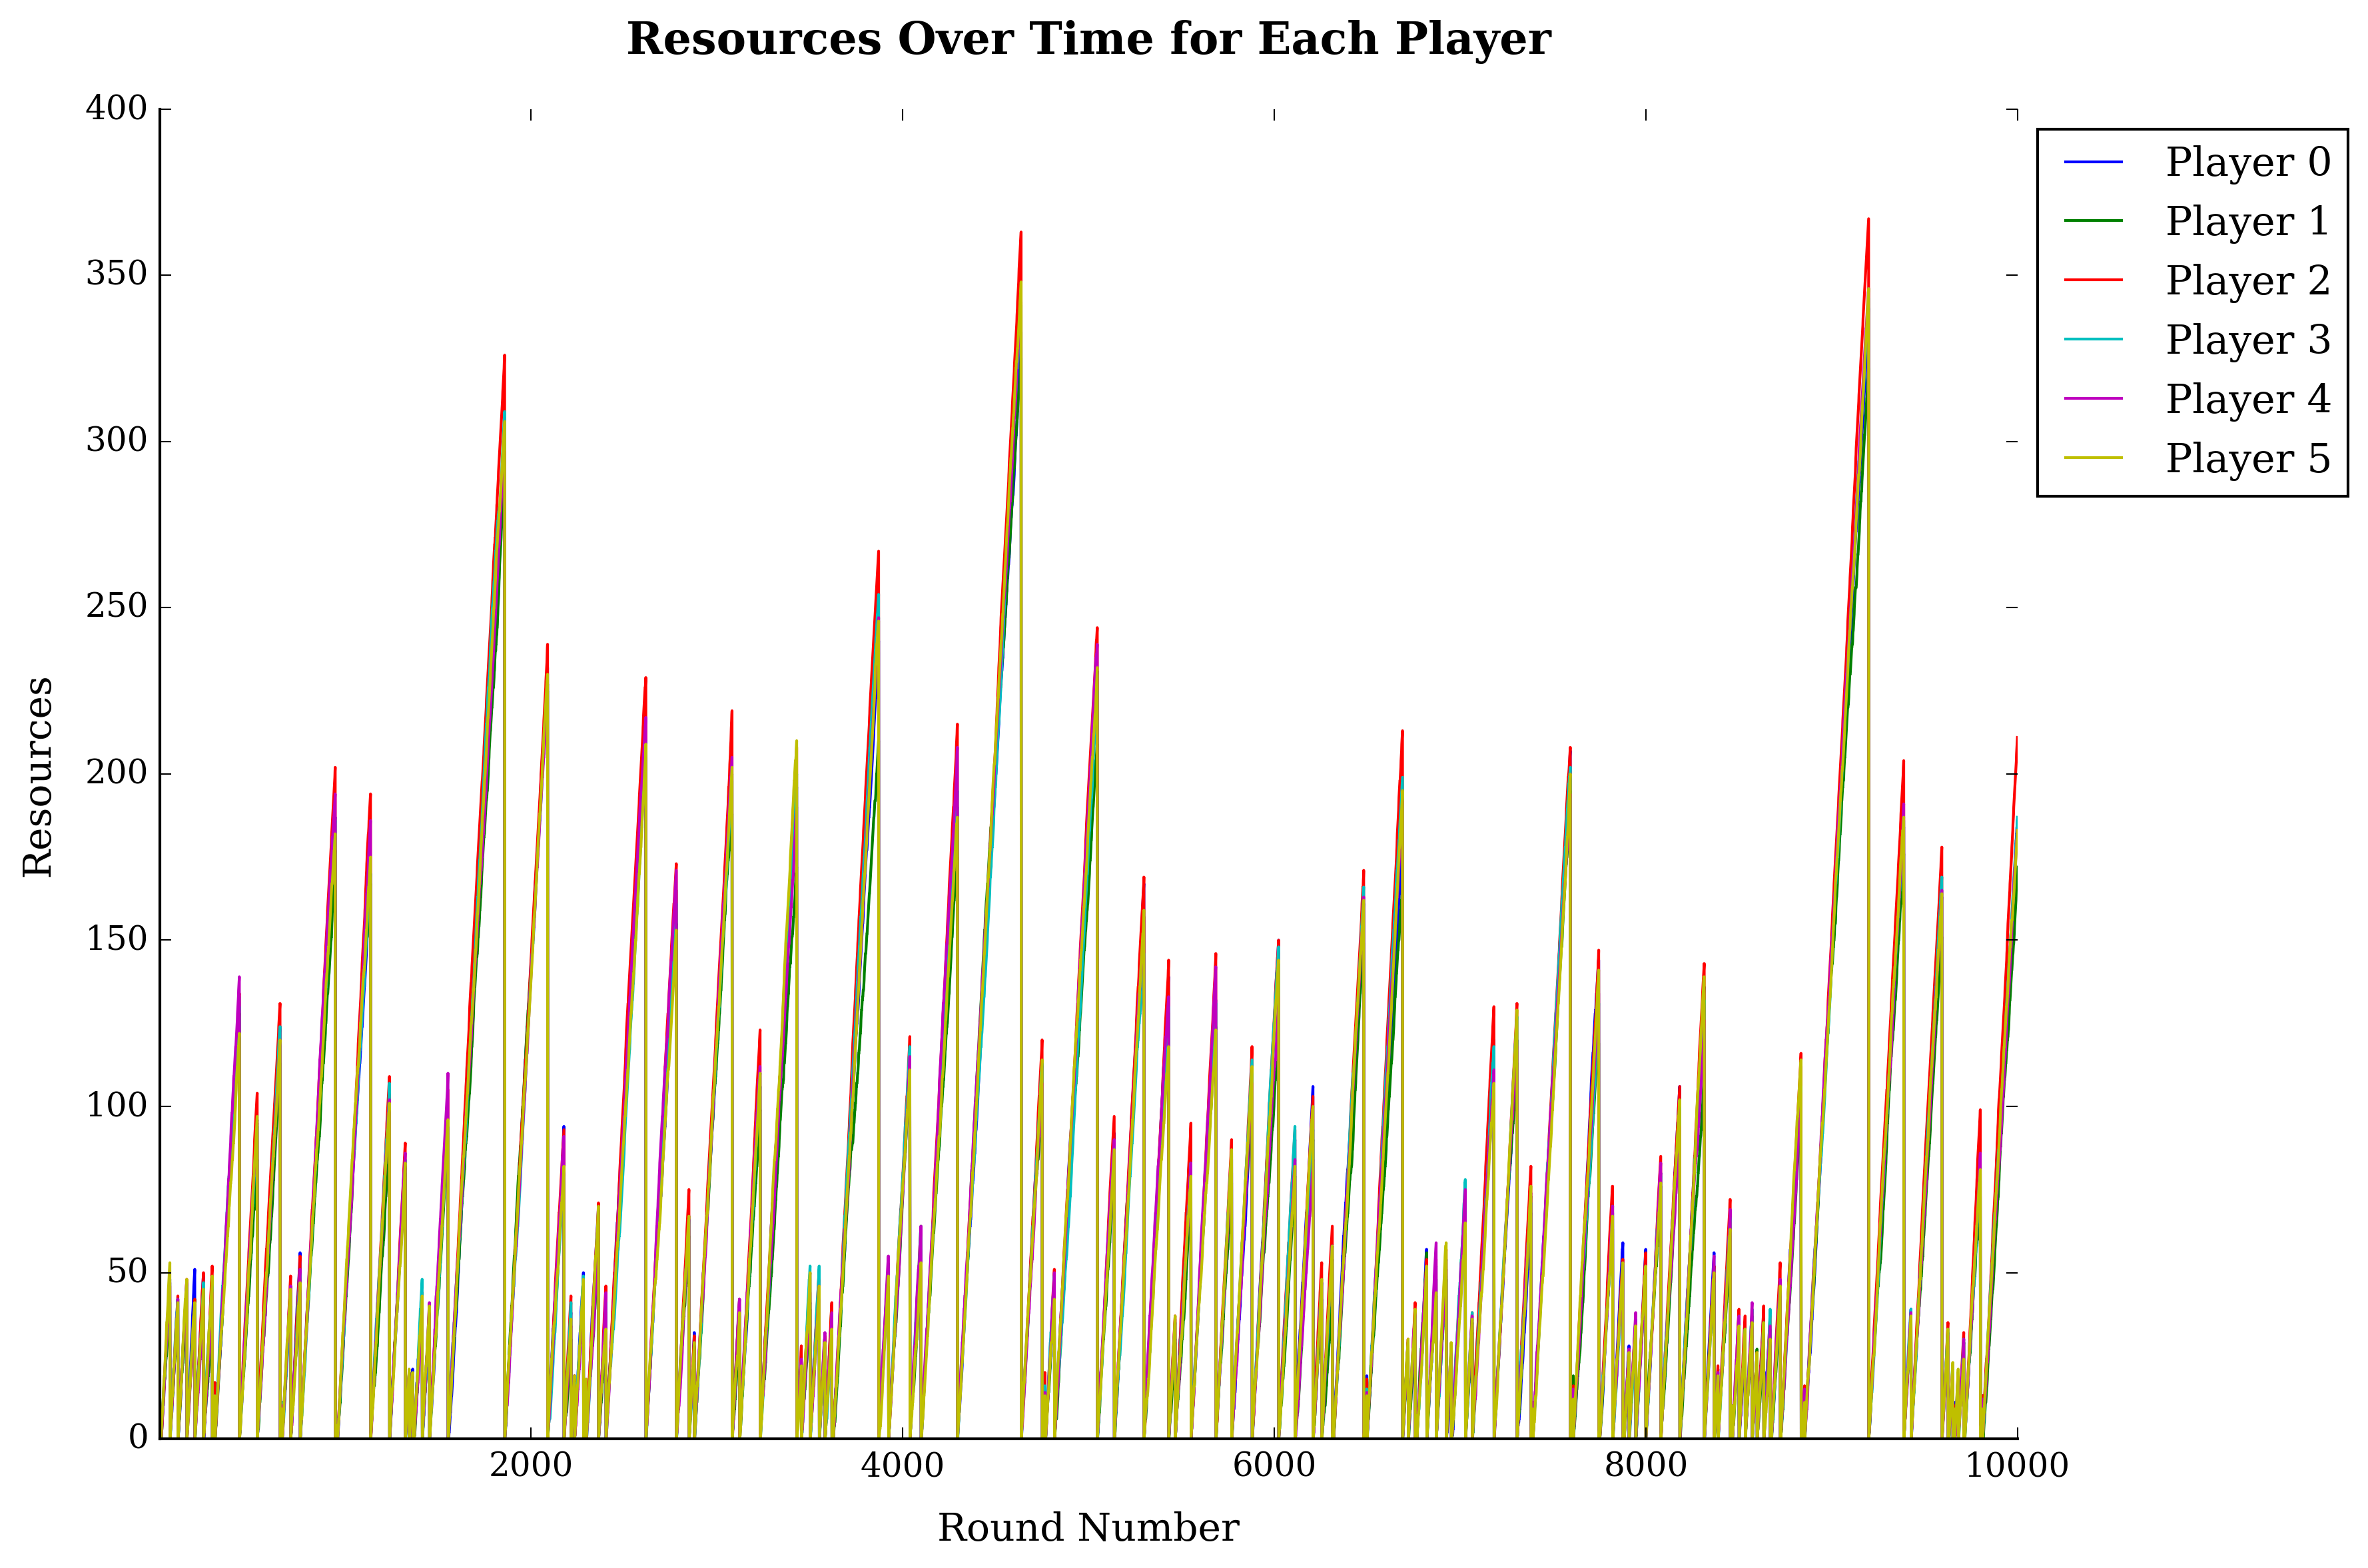 Resources Over Time for Each Player
400
350
300
250
200
150
100
50
0
Resources
2000
4000
6000
8000
10000
Round Number
Player 0
Player 1
Player 2
Player 3
Player 4
Player 5